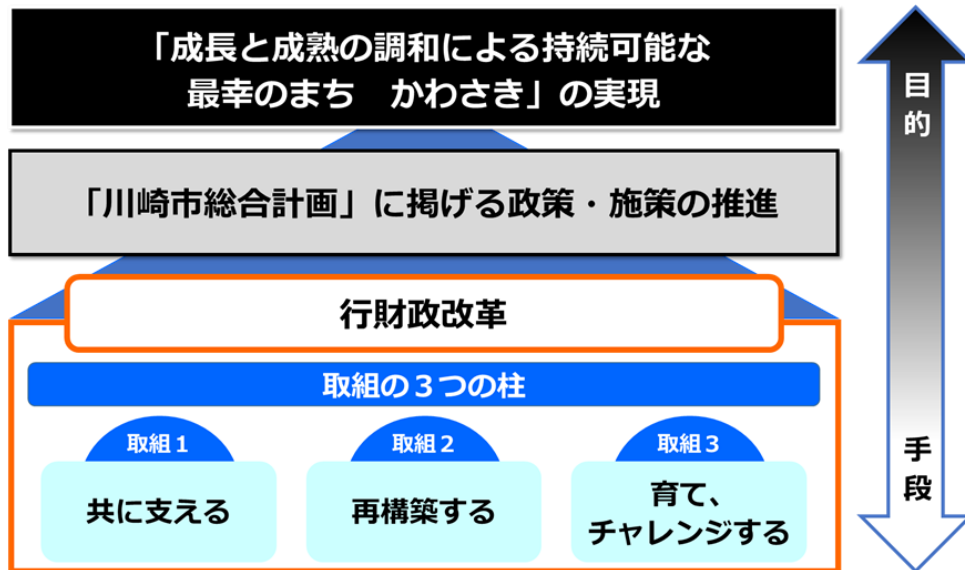 「成長と成熟の調和による持続可能な
最幸のまち　かわさき」の実現
「川崎市総合計画」に掲げる政策・施策の推進
行財政改革
取組の３つの柱
取組１
共に支える
取組２
再構築する
取組３
育て、
チャレンジする
目的
手段